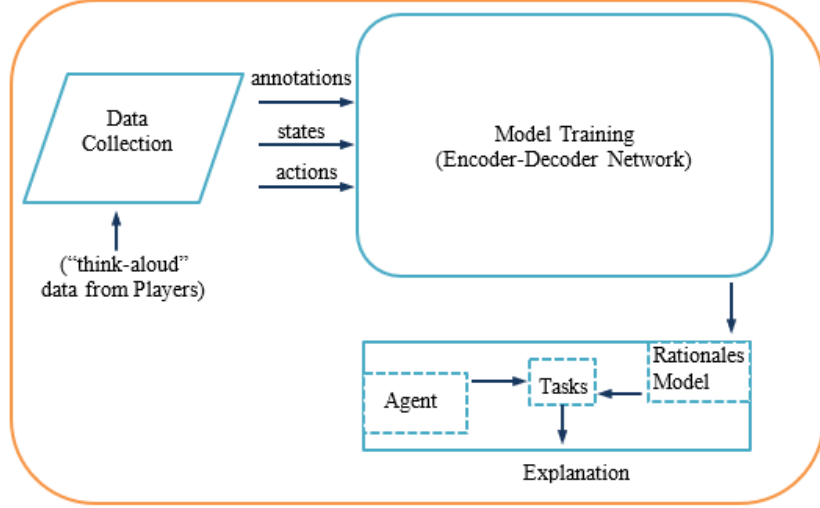 annotations
Data
Collection
states
Model Training
(Encoder-Decoder Network)
actions
(“think-aloud”
data from Players)
Rationales
Model
Agent
Tasks
Explanation